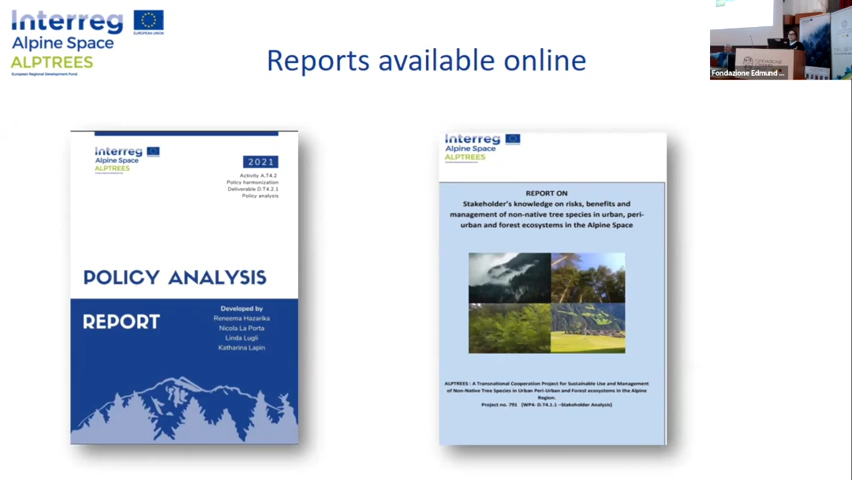 Interreg
EUROPEAN UNION
Alpine Space
ALPTREES
European Regional Development Fund
Reports available online
Fondazione Edmund ...
Interreg
Alpine Space
ALPTREES
2021
Activity A.T4.2
Policy harmonization
Deliverable D.T4.2.1
Policy analysis
POLICY ANALYSIS
REPORT
Developed by
Reneema Hazarika
Nicola La Porta
Linda Lugli
Katharina Lapin
Interreg
Alpine Space
ALPTREES
REPORT ON
Stakeholder's knowledge on risks, benefits and
management of non-native tree species in urban, peri-
urban and forest ecosystems in the Alpine Space
ALPTREES : A Transnational Cooperation Project for Sustainable Use and Management
of Non-Native Tree Species in Urban Peri-Urban and Forest ecosystems in the Alpine
Region.
Project no. 791 (WP4- D.T4.1.1 –Stakeholder Analysis)